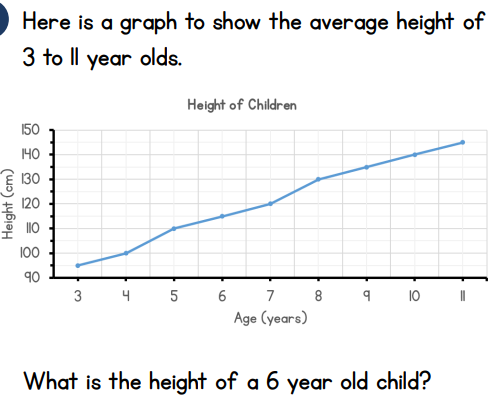 Here is a graph to show the average height of
3 to 11 year olds.
Height of Children
150
140
130
120
110
100
90
Height (cm)
3 4 5 6 7 8 9 10 11
Age (years)
What is the height of a 6 year old child?